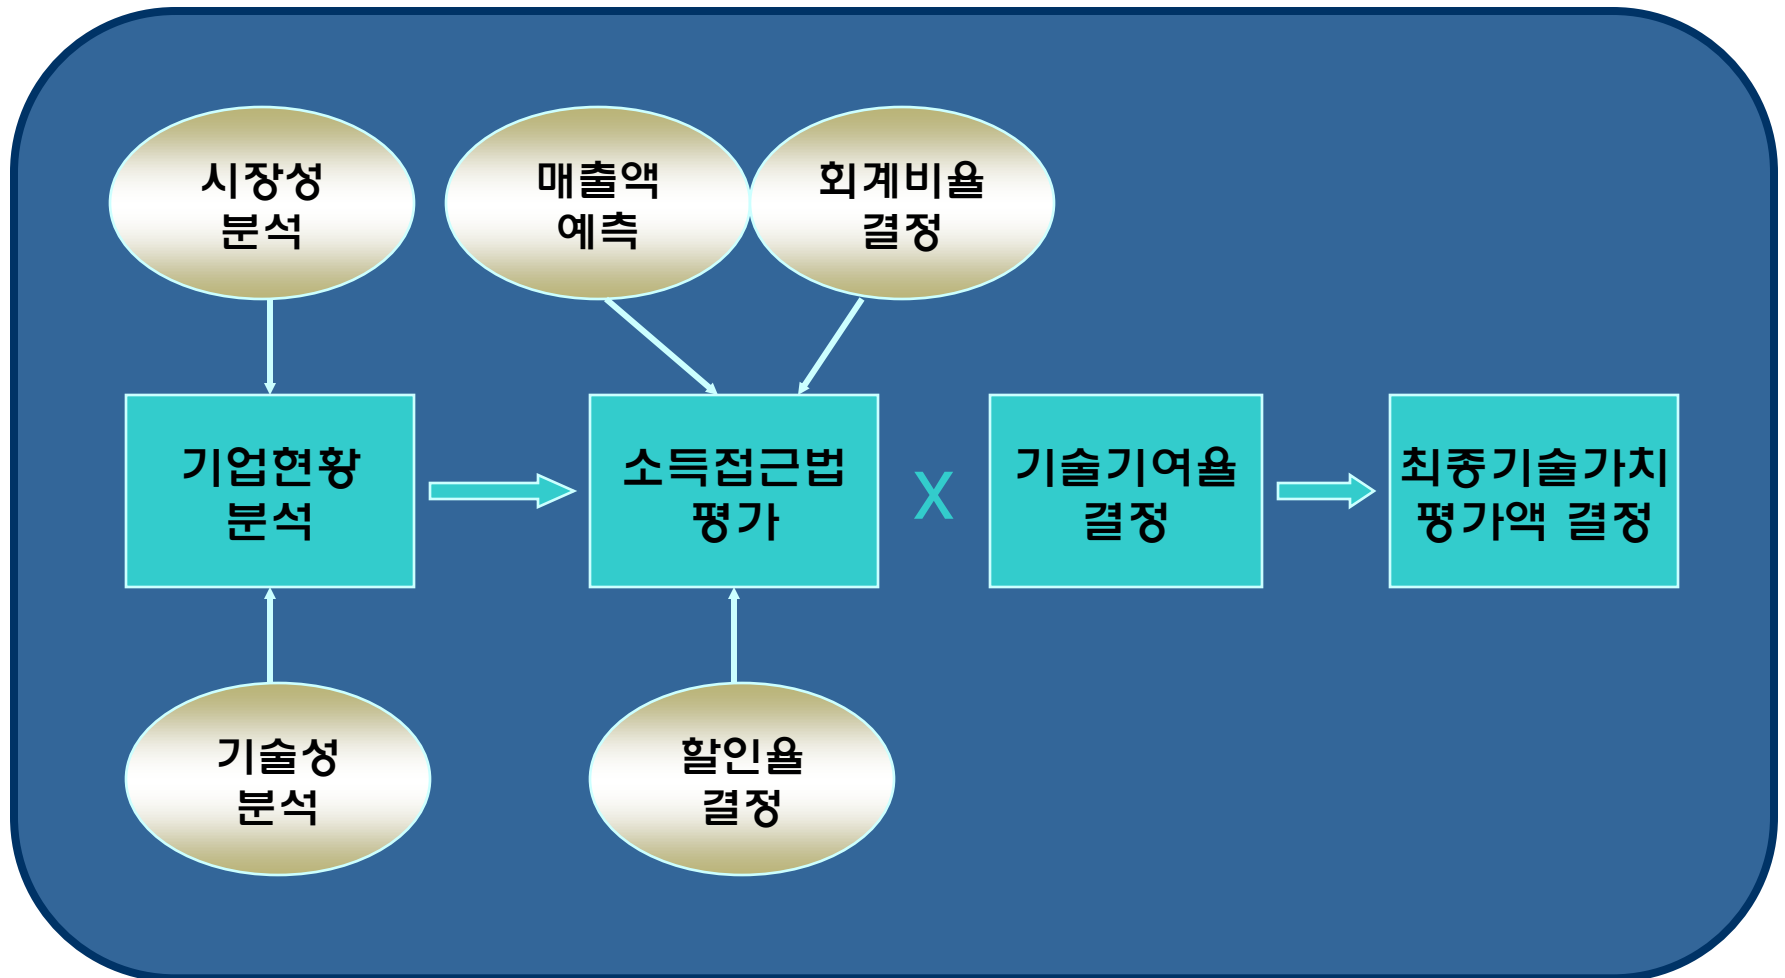 시장성
분석
매출액
예측
회계비율
결정
기업현황
분석
소득접근법
평가
X
기술기여율
결정
최종기술가치
평가액 결정
기술성
분석
할인율
결정